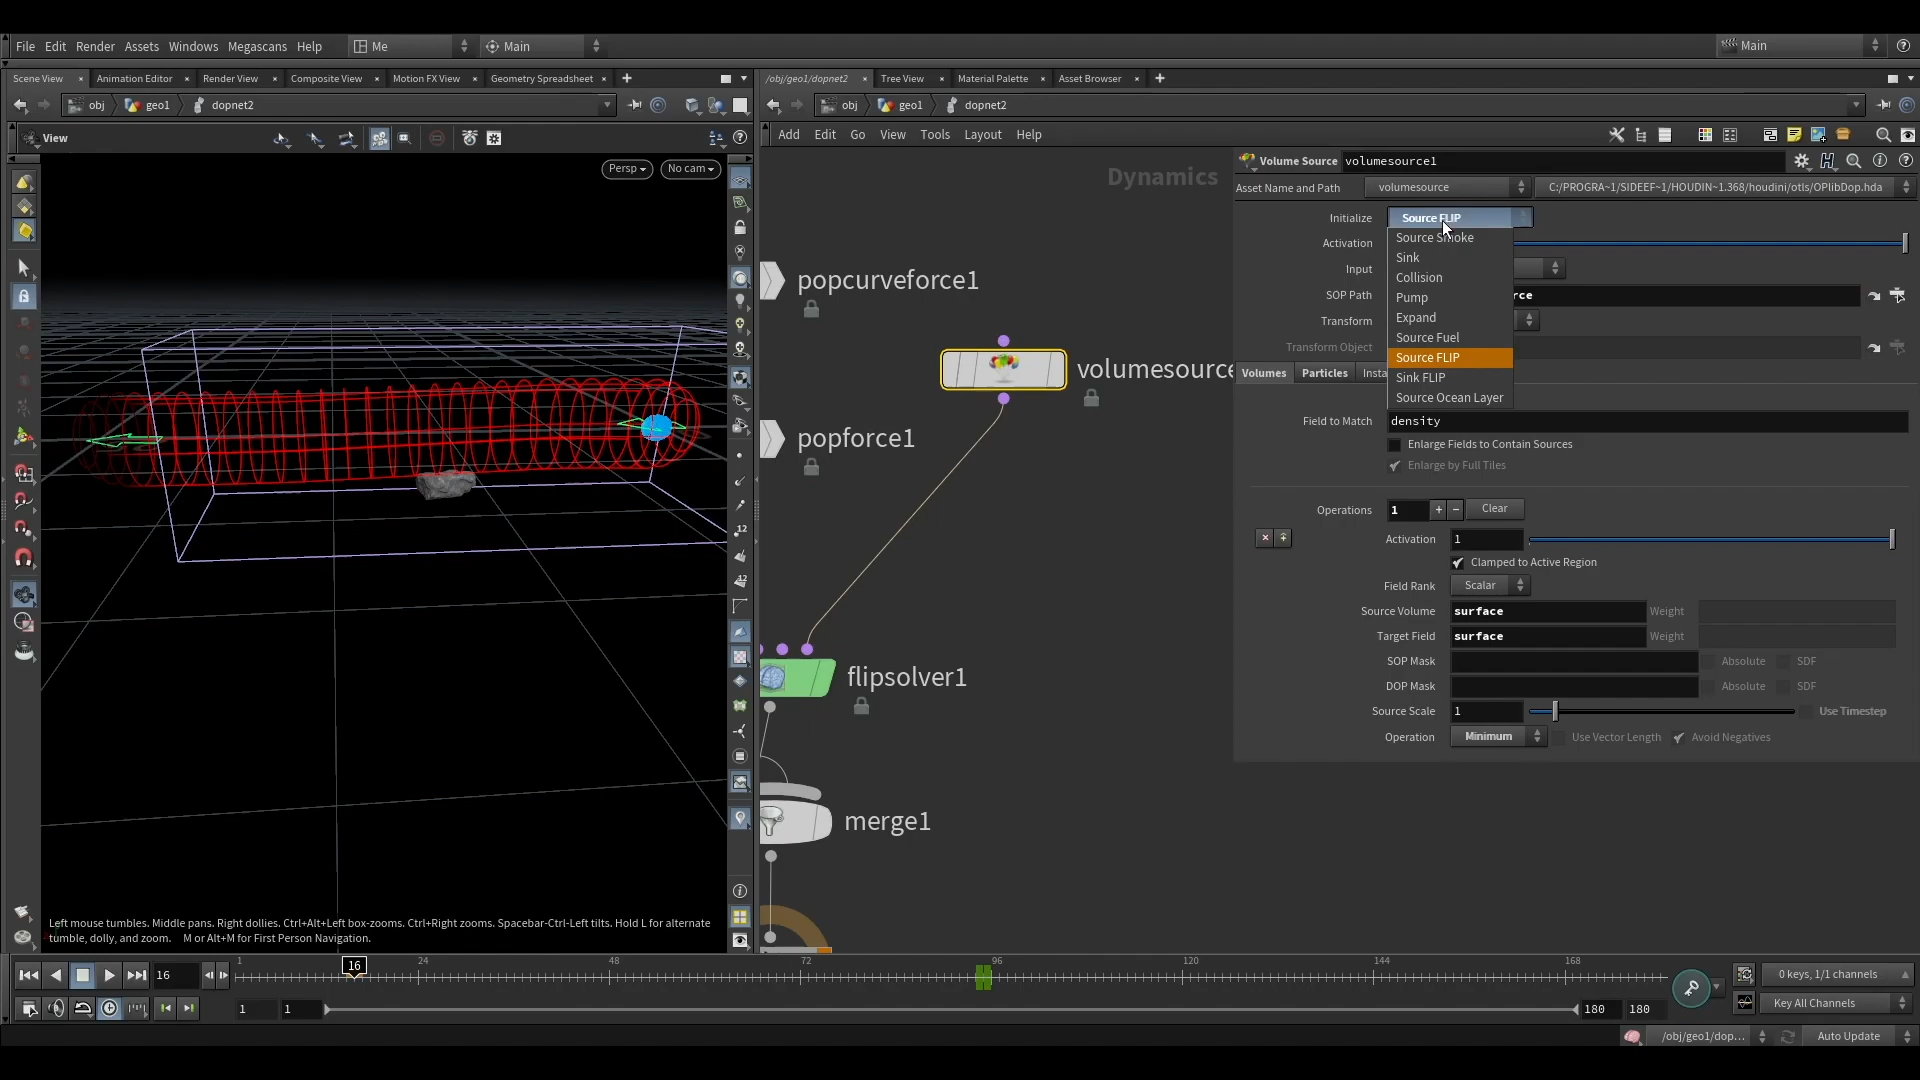 File Edit Render Assets Windows Megascans Help Me Main Main
Scene View Animation Editor Render View Composite View Motion FX View Geometry Spreadsheet /obj/geo1/dopnet2 Tree View Material Palette Asset Browser
obj geo1 dopnet2 obj geo1 dopnet2
View Add Edit Go View Tools Layout Help
Persp No cam
Dynamics
Volume Source volumesource1
Asset Name and Path volumesource C:/PROGRA~1/SIDEEF~1/HOUDIN~1.368/houdini/otls/OPlibDop.hda
Initialize Source FLIP
Source Smoke
Activation
Sink
Input
Collision
SOP Path rce
Pump
Transform
Expand
Source Fuel
Transform Object
Source FLIP
Volumes Particles Insta
Sink FLIP
Source Ocean Layer
Field to Match density
Enlarge Fields to Contain Sources
Enlarge by Full Tiles
Operations 1 + − Clear
Activation 1
Clamped to Active Region
Field Rank Scalar
Source Volume surface Weight
Target Field surface Weight
SOP Mask Absolute SDF
DOP Mask Absolute SDF
Source Scale 1 Use Timestep
Operation Minimum Use Vector Length Avoid Negatives
popcurveforce1
volumesource
popforce1
flipsolver1
merge1
.12
.12
Left mouse tumbles. Middle pans. Right dollies. Ctrl+Alt+Left box-zooms. Ctrl+Right zooms. Spacebar-Ctrl-Left tilts. Hold L for alternate
tumble, dolly, and zoom. M or Alt+M for First Person Navigation.
16 1 16 24 48 72 96 120 144 168 0 keys, 1/1 channels
1 1 180 180 Key All Channels
/obj/geo1/dop... Auto Update